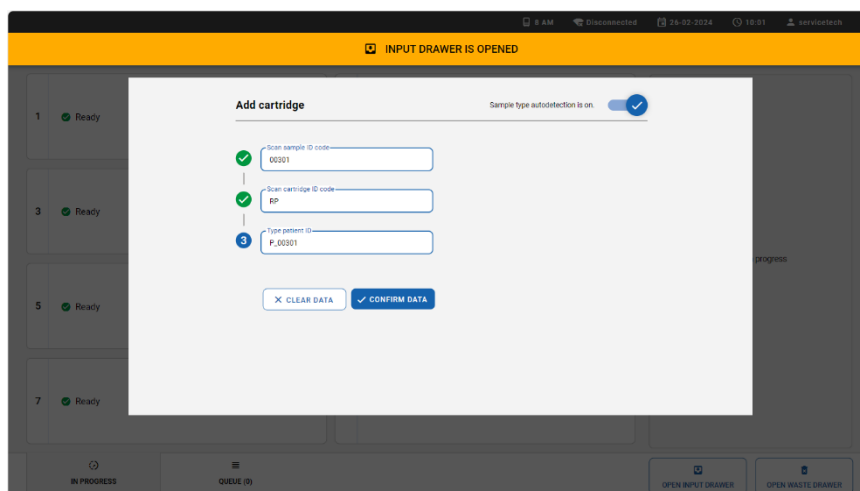 8 AM Disconnected 26-02-2024 10:01 servicetech
INPUT DRAWER IS OPENED
Add cartridge
Sample type autodetection is on.
1 Ready
Scan sample ID code
00301
Scan cartridge ID code
RP
3 Ready
3
Type patient ID
P_00301
progress
CLEAR DATA
CONFIRM DATA
5 Ready
7 Ready
IN PROGRESS
QUEUE (0)
OPEN INPUT DRAWER
OPEN WASTE DRAWER